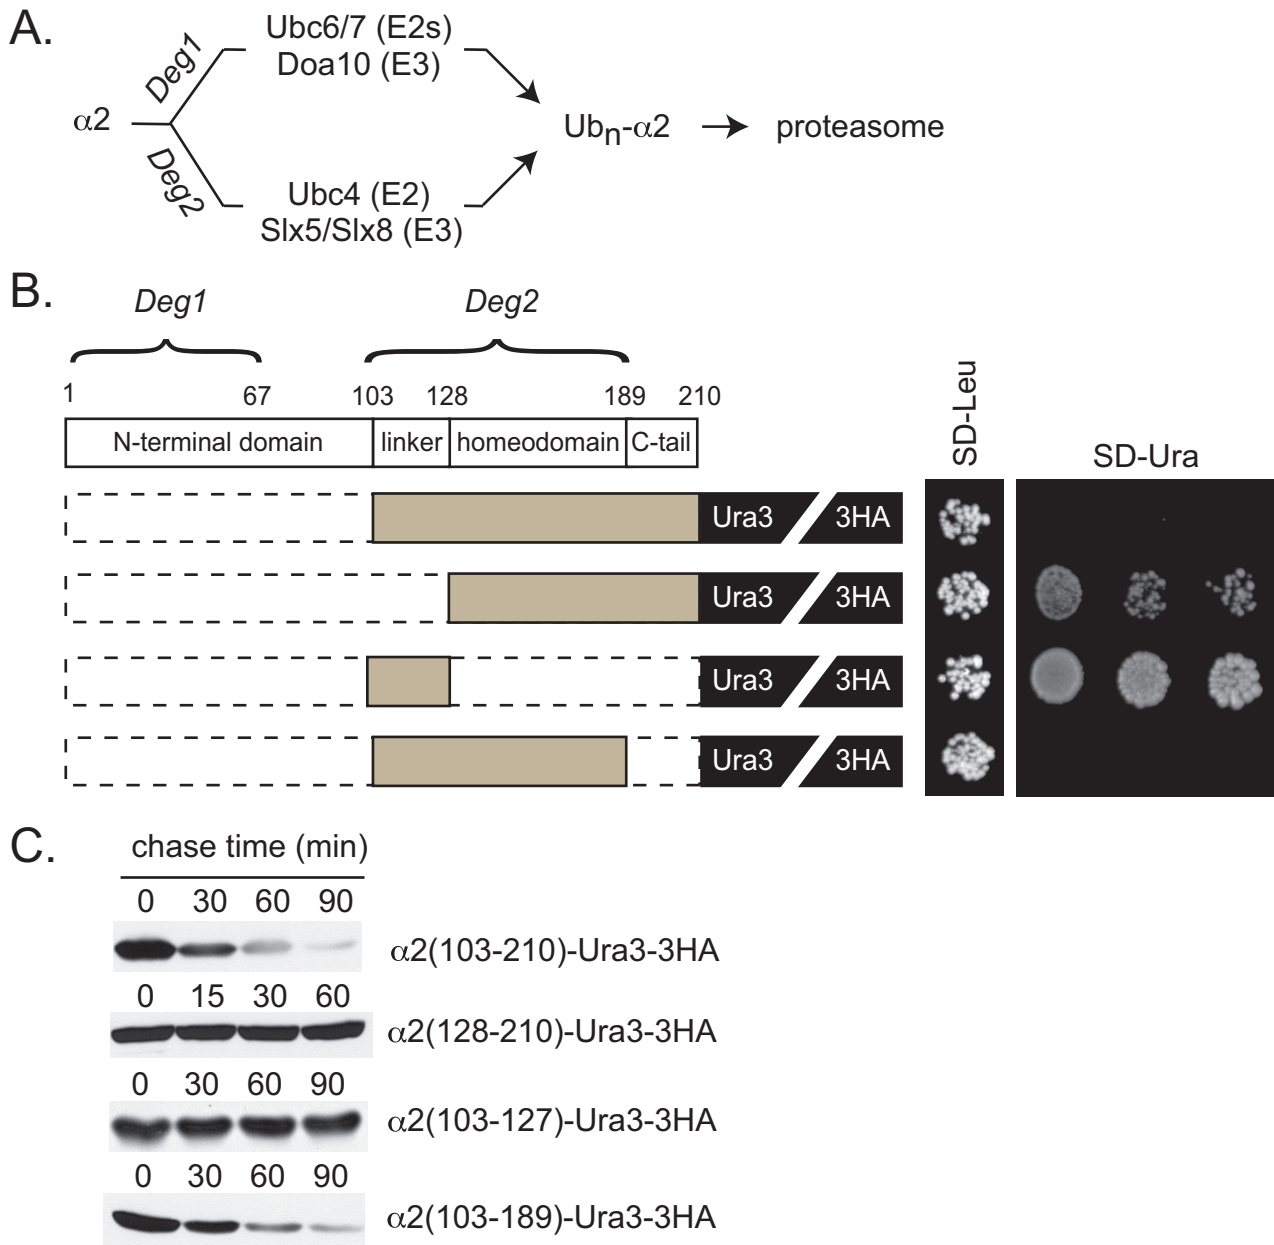 A.
Deg1
Ubc6/7 (E2s)
Doa10 (E3)
α2
Deg2
Ubc4 (E2)
Slx5/Slx8 (E3)
Ubn-α2
proteasome
B.
Deg1
Deg2
1 67 103 128 189 210
N-terminal domain linker homeodomain C-tail
SD-Leu
SD-Ura
Ura3 3HA
Ura3 3HA
Ura3 3HA
Ura3 3HA
C.
chase time (min)
0 30 60 90
α2(103-210)-Ura3-3HA
0 15 30 60
α2(128-210)-Ura3-3HA
0 30 60 90
α2(103-127)-Ura3-3HA
0 30 60 90
α2(103-189)-Ura3-3HA